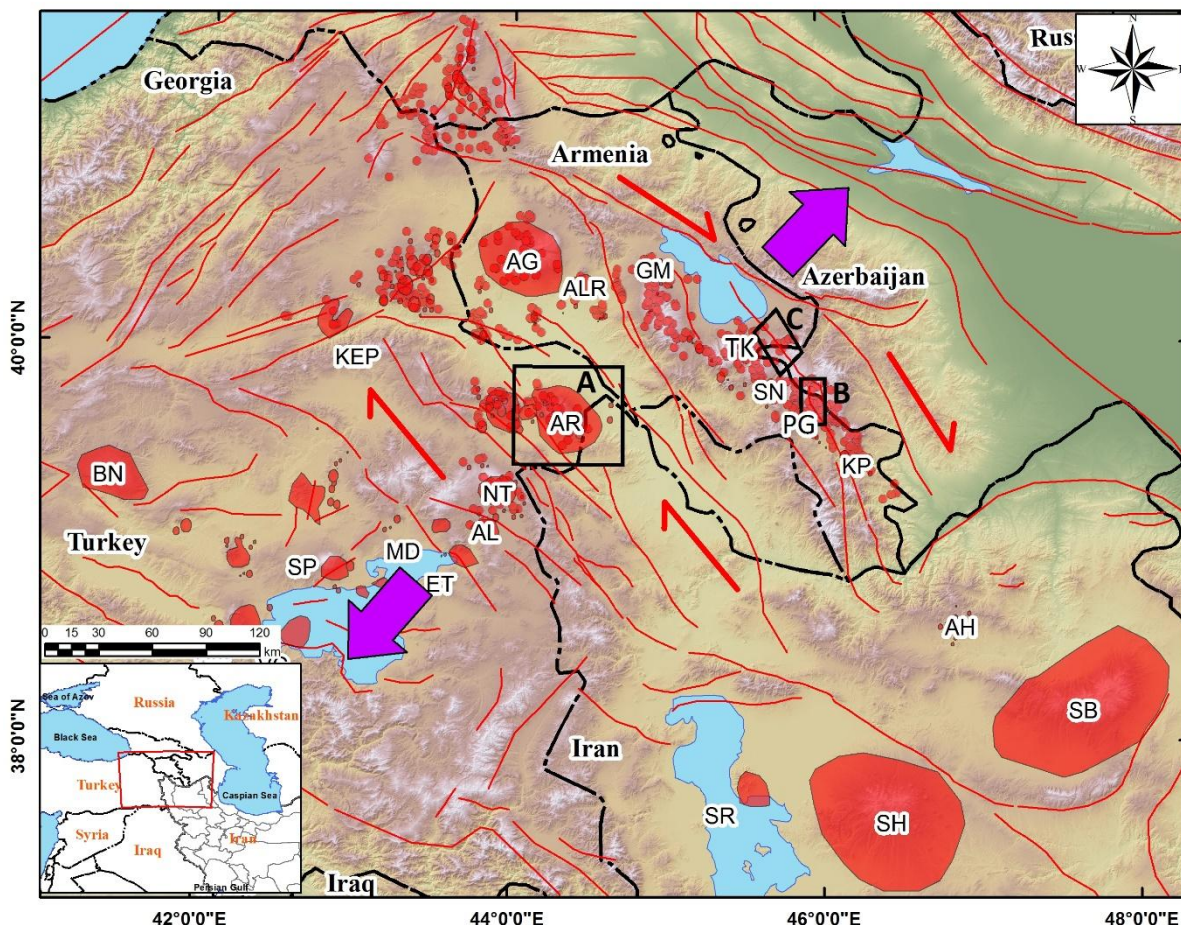 N
W
S
Georgia
Armenia
Azerbaijan
AG
ALR
GM
C
TK
KEP
A
SN
B
AR
PG
KP
BN
NT
AL
Turkey
SP
MD
ET
AH
SB
Iran
SR
SH
Iraq
40°0'0"N
38°0'0"N
0 15 30 60 90 120
km
Sea of Azov
Russia
Kazakhstan
Black Sea
Turkey
Caspian Sea
Syria
Iraq
Iran
Persian Gulf
42°0'0"E 44°0'0"E 46°0'0"E 48°0'0"E